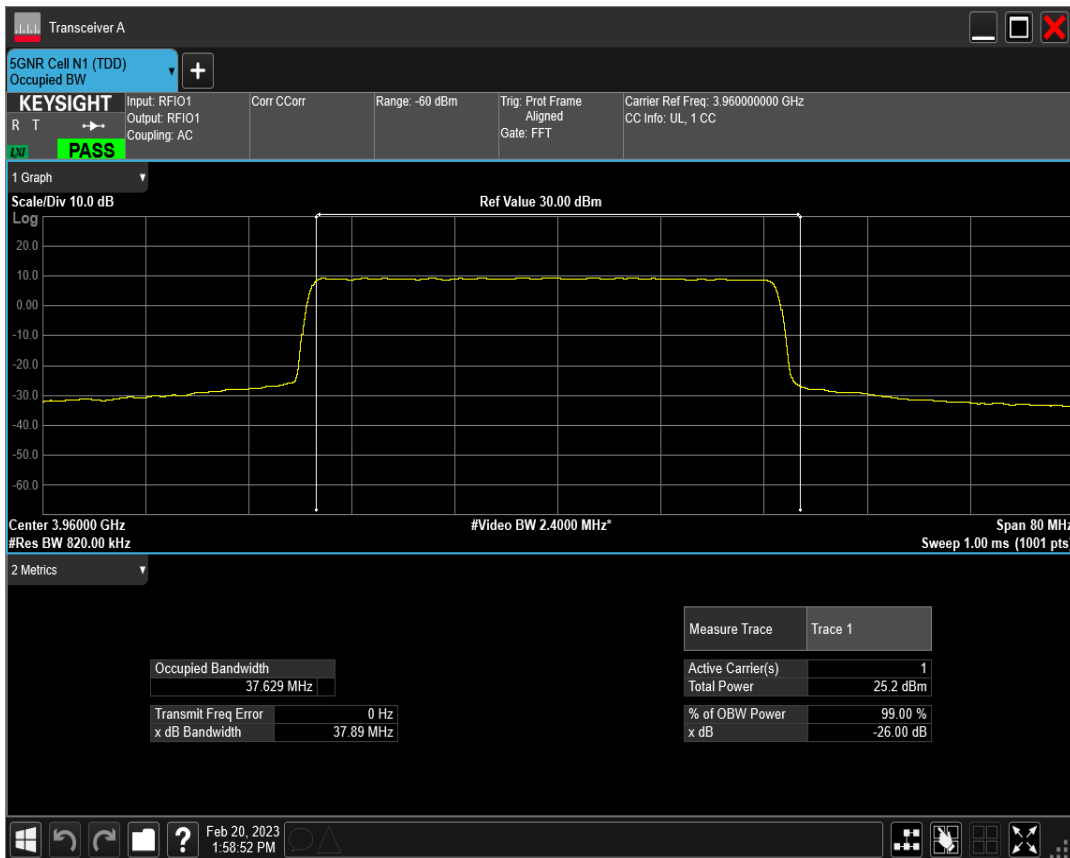 Transceiver A
5GNR Cell N1 (TDD)
Occupied BW
KEYSIGHT
R T
LXI
PASS
Input: RFIO1
Output: RFIO1
Coupling: AC
Corr CCorr
Range: -60 dBm
Trig: Prot Frame
Aligned
Gate: FFT
Carrier Ref Freq: 3.960000000 GHz
CC Info: UL, 1 CC
1 Graph
Scale/Div 10.0 dB
Ref Value 30.00 dBm
Log
20.0
10.0
0.00
-10.0
-20.0
-30.0
-40.0
-50.0
-60.0
Center 3.96000 GHz
#Video BW 2.4000 MHz*
Span 80 MHz
#Res BW 820.00 kHz
Sweep 1.00 ms (1001 pts)
2 Metrics
Measure Trace Trace 1
Occupied Bandwidth
37.629 MHz
Active Carrier(s) 1
Total Power 25.2 dBm
Transmit Freq Error 0 Hz
x dB Bandwidth 37.89 MHz
% of OBW Power 99.00 %
x dB -26.00 dB
Feb 20, 2023
1:58:52 PM